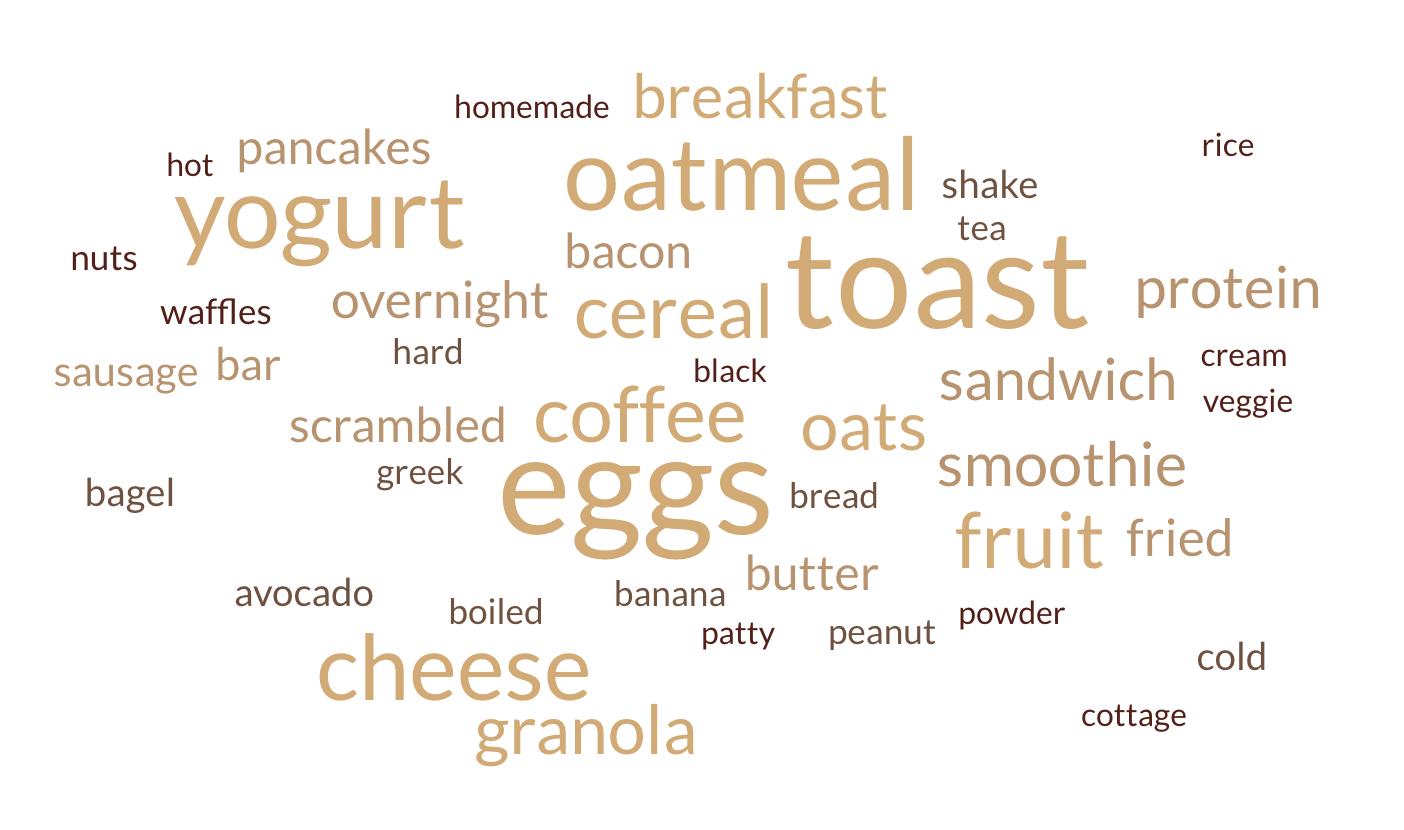 breakfast
homemade
pancakes
oatmeal
rice
hot
shake
yogurt
tea
bacon
nuts
toast
protein
overnight
cereal
waffles
hard
cream
sausage
bar
black
sandwich
veggie
coffee
oats
scrambled
greek
smoothie
bagel
eggs
bread
fruit
fried
butter
avocado
banana
boiled
powder
patty
peanut
cold
cheese
cottage
granola